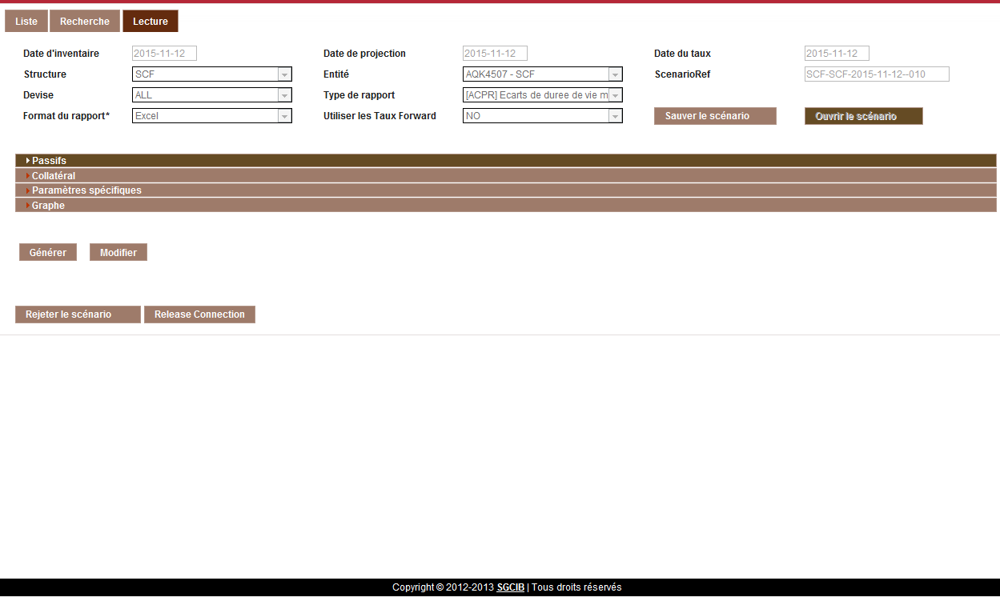 Liste Recherche Lecture
Date d'inventaire 2015-11-12 Date de projection 2015-11-12 Date du taux 2015-11-12
Structure SCF Entité AQK4507 - SCF ScenarioRef SCF-SCF-2015-11-12--010
Devise ALL Type de rapport [ACPR] Ecarts de duree de vie m
Format du rapport* Excel Utiliser les Taux Forward NO Sauver le scénario Ouvrir le scénario
Passifs
Collatéral
Paramètres spécifiques
Graphe
Générer Modifier
Rejeter le scénario Release Connection
Copyright © 2012-2013 SGCIB | Tous droits réservés